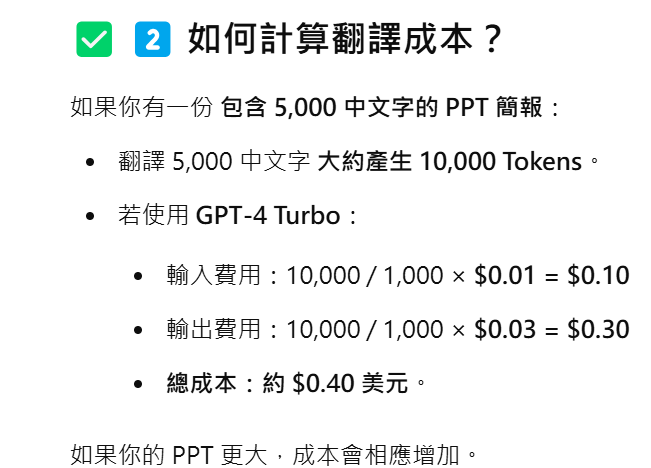 ✅ 2️⃣ 如何計算翻譯成本？
如果你有一份 包含 5,000 中文字的 PPT 簡報：
• 翻譯 5,000 中文字 大約產生 10,000 Tokens。
• 若使用 GPT-4 Turbo：
• 輸入費用：10,000 / 1,000 × $0.01 = $0.10
• 輸出費用：10,000 / 1,000 × $0.03 = $0.30
• 總成本：約 $0.40 美元。
如果你的 PPT 更大，成本會相應增加。